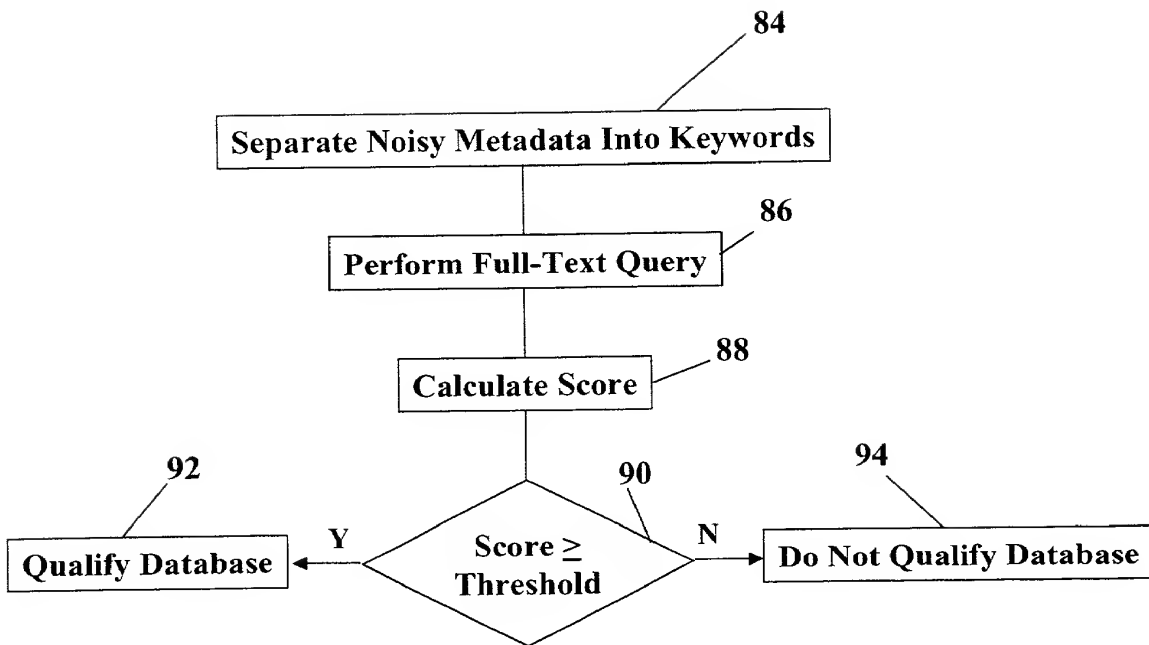 84
Separate Noisy Metadata Into Keywords
86
Perform Full-Text Query
88
Calculate Score
92
90
94
Y
N
Qualify Database
Score ≥
Threshold
Do Not Qualify Database